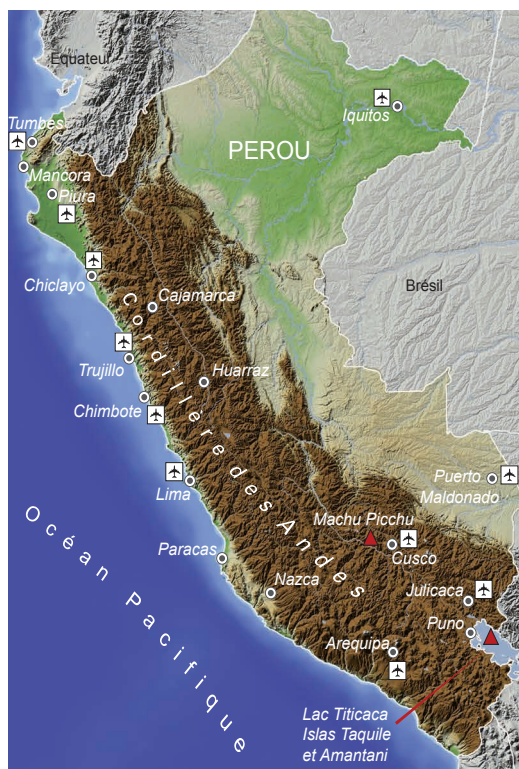 Equateur
Iquitos
Tumbes
PEROU
Mancora
Piura
Chiclayo
Brésil
Cajamarca
Cordillère des Andes
Trujillo
Huarraz
Chimbote
Puerto
Maldonado
Lima
Machu Picchu
Océan Pacifique
Cusco
Paracas
Nazca
Julicaca
Puno
Arequipa
Lac Titicaca
Islas Taquile
et Amantani